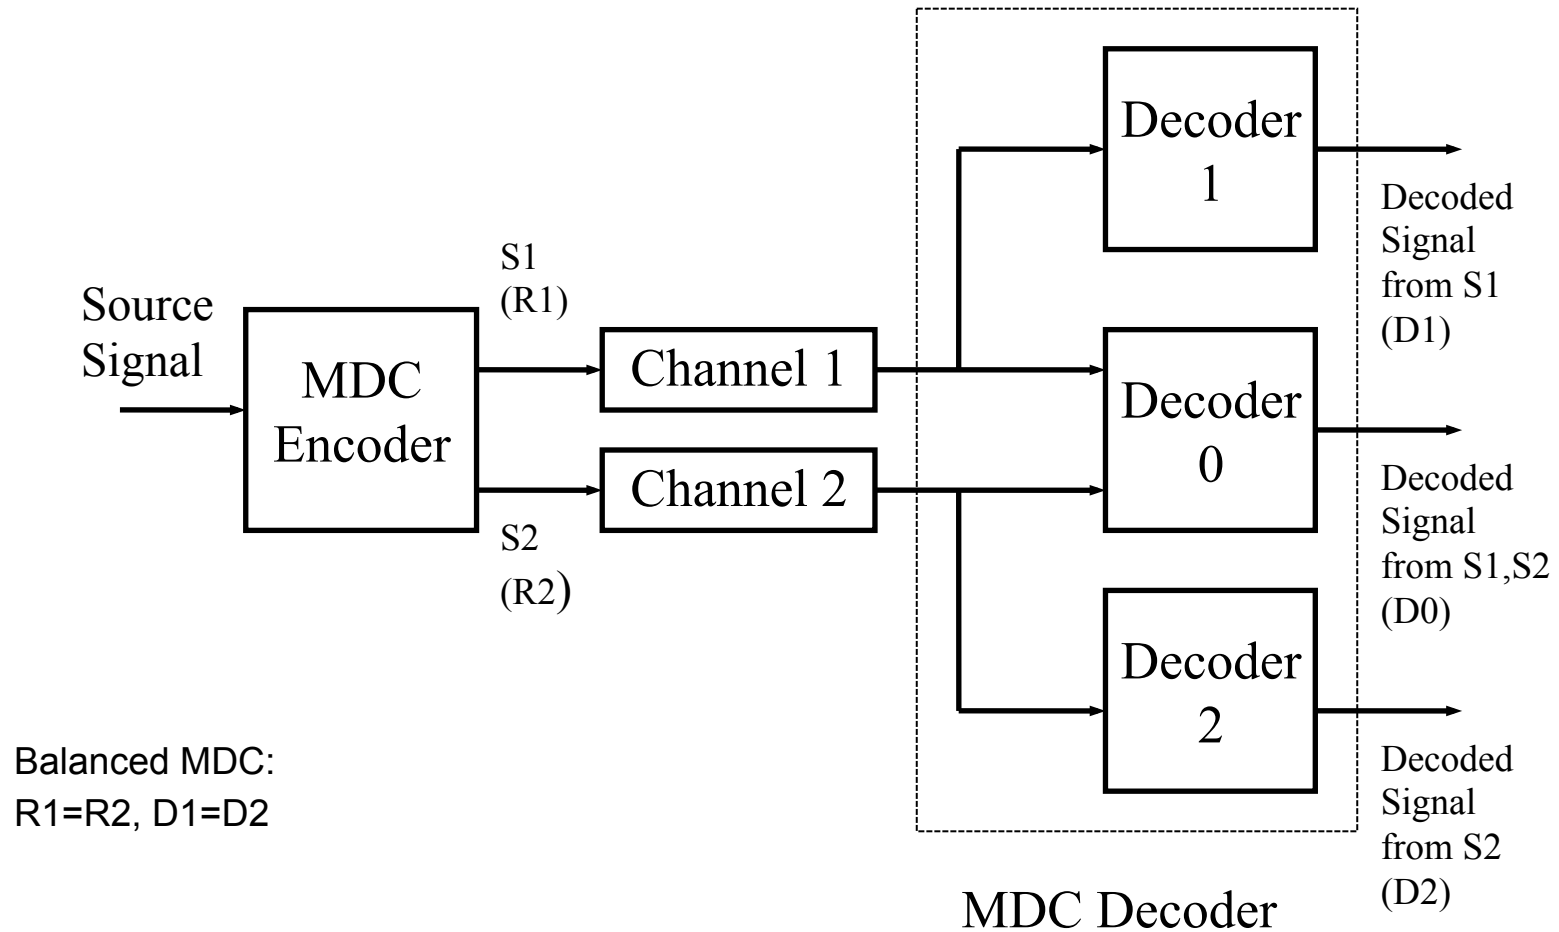 Source
Signal
MDC
Encoder
S1
(R1)
S2
(R2)
Channel 1
Channel 2
Decoder
1
Decoder
0
Decoder
2
Decoded
Signal
from S1
(D1)
Decoded
Signal
from S1,S2
(D0)
Decoded
Signal
from S2
(D2)
Balanced MDC:
R1=R2, D1=D2
MDC Decoder